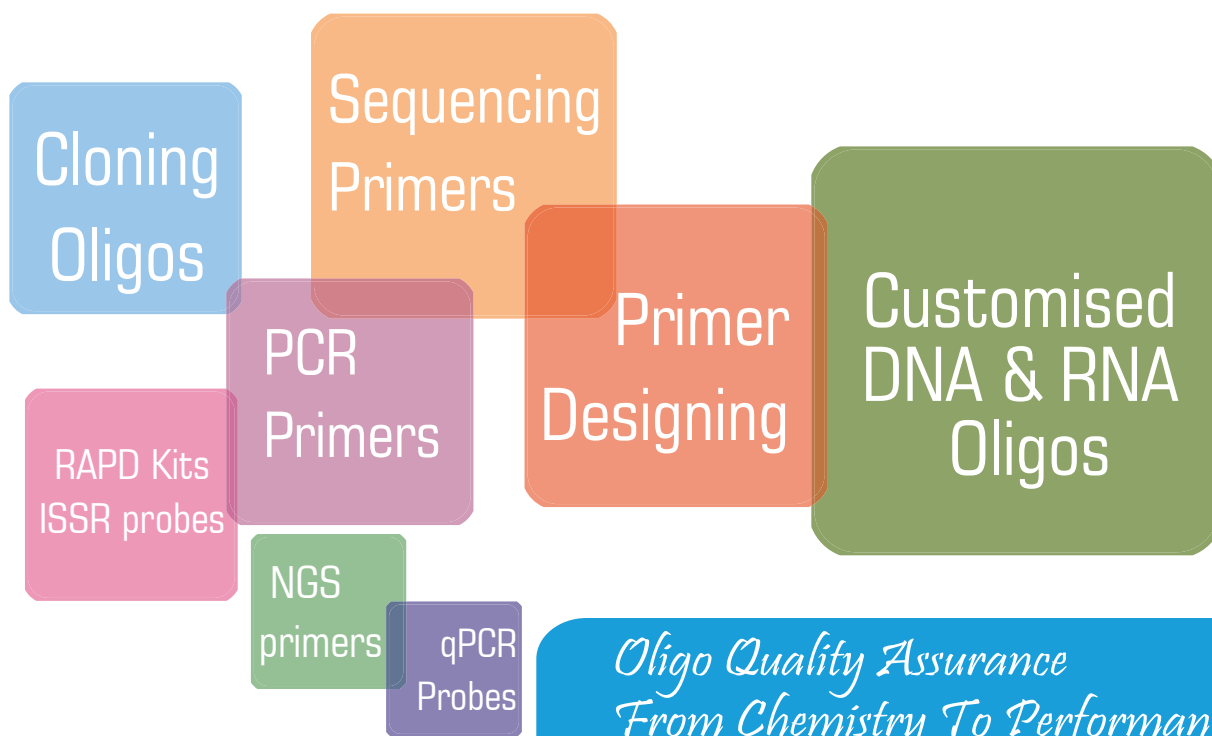 Cloning
Oligos
Sequencing
Primers
PCR
Primers
Primer
Designing
Customised
DNA & RNA
Oligos
RAPD Kits
ISSR probes
NGS
primers
qPCR
Probes
Oligo Quality Assurance
From Chemistry To Performan